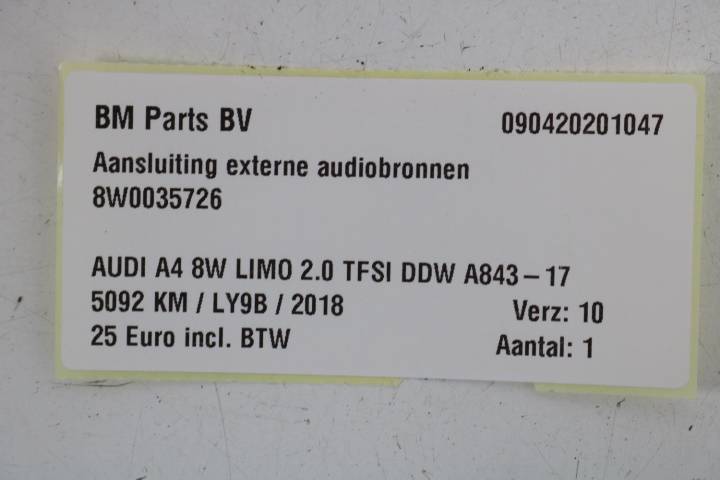 BM Parts BV 090420201047
Aansluiting externe audiobronnen
8W0035726
AUDI A4 8W LIMO 2.0 TFSI DDW A843-17
5092 KM / LY9B / 2018 Verz: 10
25 Euro incl. BTW Aantal: 1